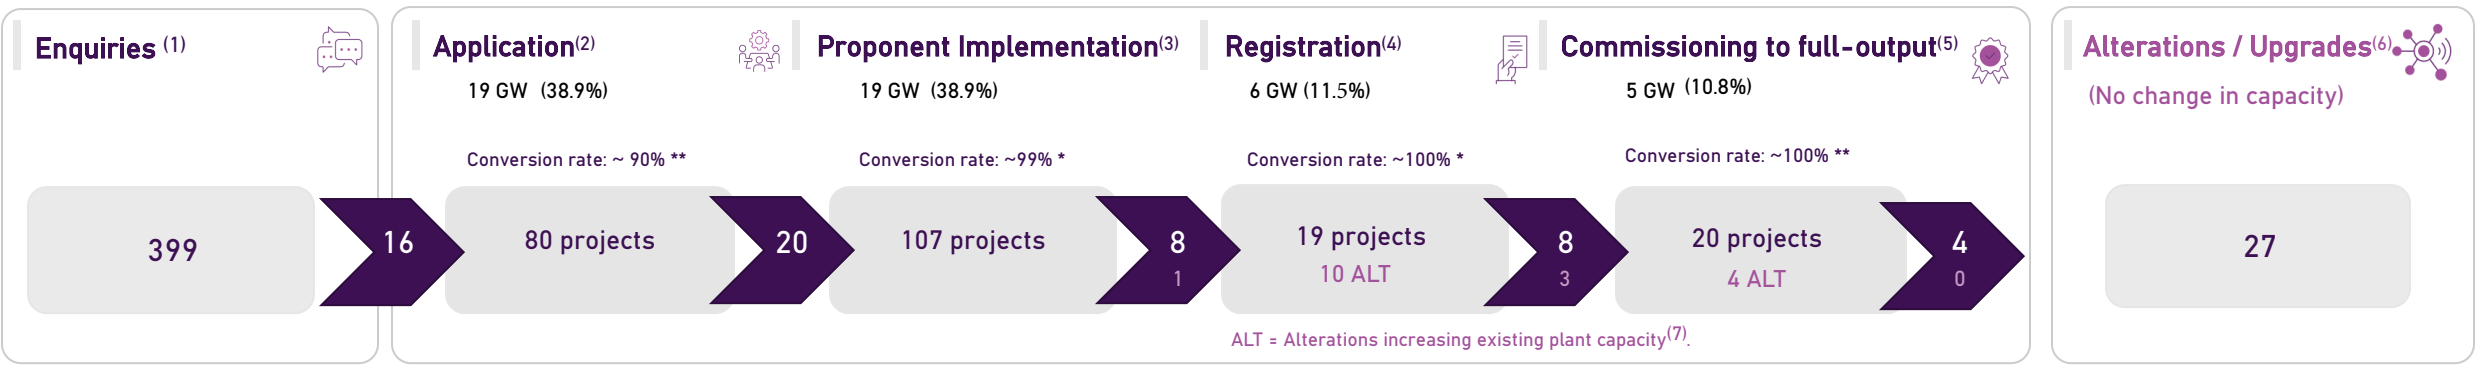 Enquiries (1)
399
16
Application(2)
19 GW (38.9%)
Conversion rate: ~ 90% **
80 projects
20
Proponent Implementation(3)
19 GW (38.9%)
Conversion rate: ~99% *
107 projects
8
1
Registration(4)
6 GW (11.5%)
Conversion rate: ~100% *
19 projects
10 ALT
8
3
Commissioning to full-output(5)
5 GW (10.8%)
Conversion rate: ~100% **
20 projects
4 ALT
4
0
ALT = Alterations increasing existing plant capacity(7).
Alterations / Upgrades(6)
(No change in capacity)
27